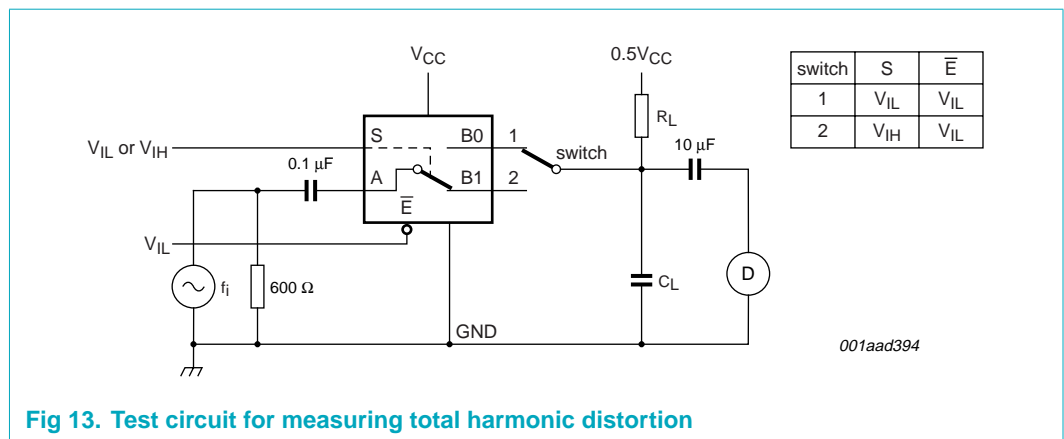 VCC
0.5VCC
switch S E̅
1 VIL VIL
2 VIH VIL
RL
10 μF
S B0 1
switch
VIL or VIH
0.1 μF
A B1 2
E̅
VIL
D
fi
600 Ω
CL
GND
001aad394
Fig 13. Test circuit for measuring total harmonic distortion